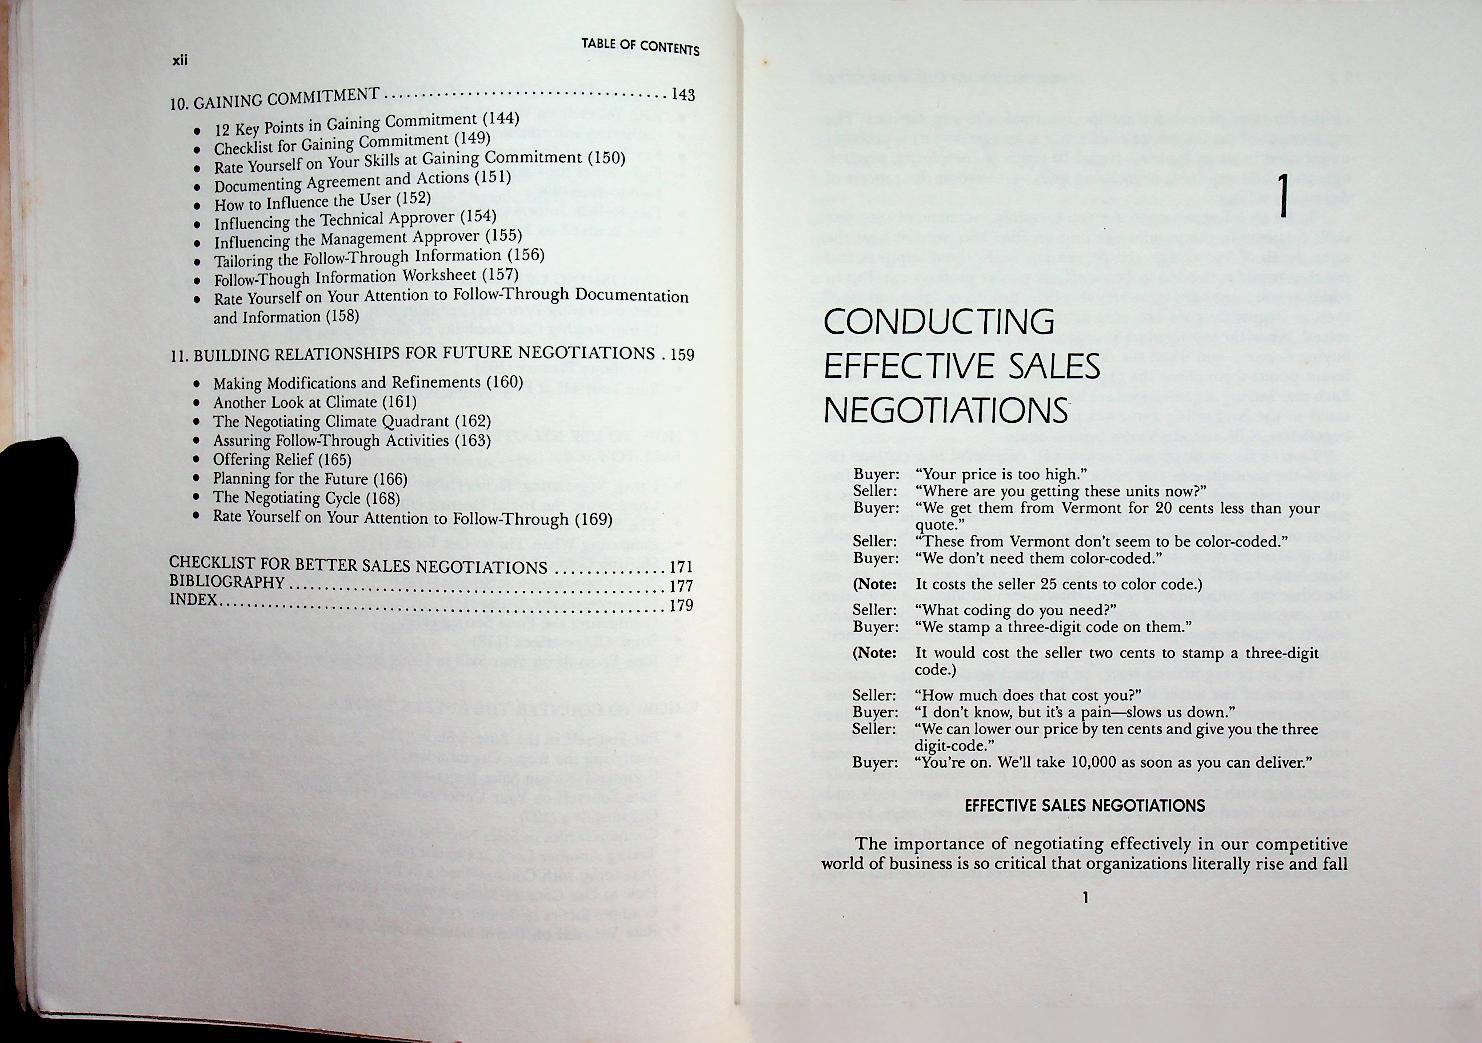 xii
TABLE OF CONTENTS
10. GAINING COMMITMENT ..................................... 143
• 12 Key Points in Gaining Commitment (144)
• Checklist for Gaining Commitment (149)
• Rate Yourself on Your Skills at Gaining Commitment (150)
• Documenting Agreement and Actions (151)
• How to Influence the User (152)
• Influencing the Technical Approver (154)
• Influencing the Management Approver (155)
• Tailoring the Follow-Through Information (156)
• Follow-Though Information Worksheet (157)
• Rate Yourself on Your Attention to Follow-Through Documentation
and Information (158)
11. BUILDING RELATIONSHIPS FOR FUTURE NEGOTIATIONS . 159
• Making Modifications and Refinements (160)
• Another Look at Climate (161)
• The Negotiating Climate Quadrant (162)
• Assuring Follow-Through Activities (163)
• Offering Relief (165)
• Planning for the Future (166)
• The Negotiating Cycle (168)
• Rate Yourself on Your Attention to Follow-Through (169)
CHECKLIST FOR BETTER SALES NEGOTIATIONS .............. 171
BIBLIOGRAPHY ................................................ 177
INDEX ......................................................... 179
1
CONDUCTING
EFFECTIVE SALES
NEGOTIATIONS
Buyer: “Your price is too high.”
Seller: “Where are you getting these units now?”
Buyer: “We get them from Vermont for 20 cents less than your
quote.”
Seller: “These from Vermont don't seem to be color-coded.”
Buyer: “We don't need them color-coded.”
(Note: It costs the seller 25 cents to color code.)
Seller: “What coding do you need?”
Buyer: “We stamp a three-digit code on them.”
(Note: It would cost the seller two cents to stamp a three-digit
code.)
Seller: “How much does that cost you?”
Buyer: “I don't know, but it's a pain—slows us down.”
Seller: “We can lower our price by ten cents and give you the three
digit-code.”
Buyer: “You're on. We'll take 10,000 as soon as you can deliver.”
EFFECTIVE SALES NEGOTIATIONS
The importance of negotiating effectively in our competitive
world of business is so critical that organizations literally rise and fall
1